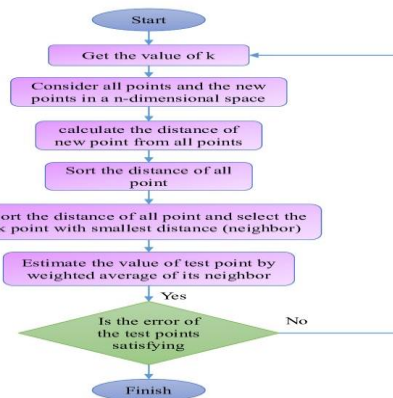 Start
Get the value of k
Consider all points and the new
points in a n-dimensional space
calculate the distance of
new point from all points
Sort the distance of all
point
ort the distance of all point and select the
k point with smallest distance (neighbor)
Estimate the value of test point by
weighted average of its neighbor
Yes
Is the error of
the test points
satisfying
No
Finish